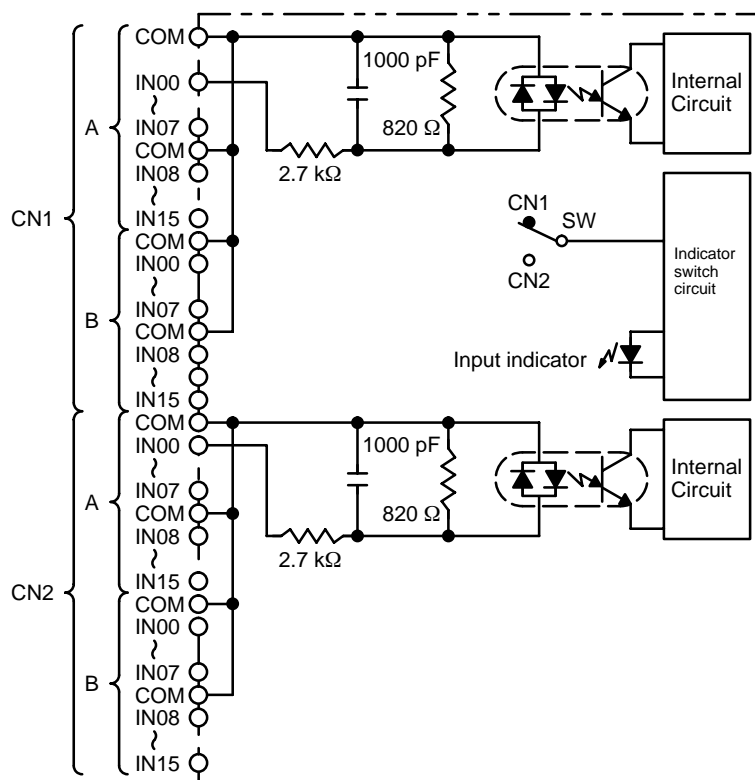 COM
IN00
IN07
COM
IN08
IN15
COM
IN00
IN07
COM
IN08
IN15
A
B
CN1
1000 pF
820 Ω
2.7 kΩ
Internal
Circuit
CN1
SW
CN2
Indicator
switch
circuit
Input indicator
COM
IN00
IN07
COM
IN08
IN15
COM
IN00
IN07
COM
IN08
IN15
A
B
CN2
1000 pF
820 Ω
2.7 kΩ
Internal
Circuit